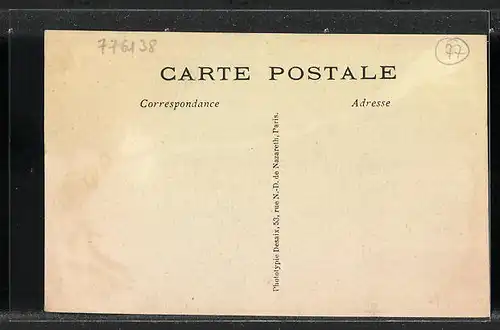 776138
77
CARTE POSTALE
Correspondance
Adresse
Phototypie Desaix, 53, rue N.-D. de Nazareth, Paris.